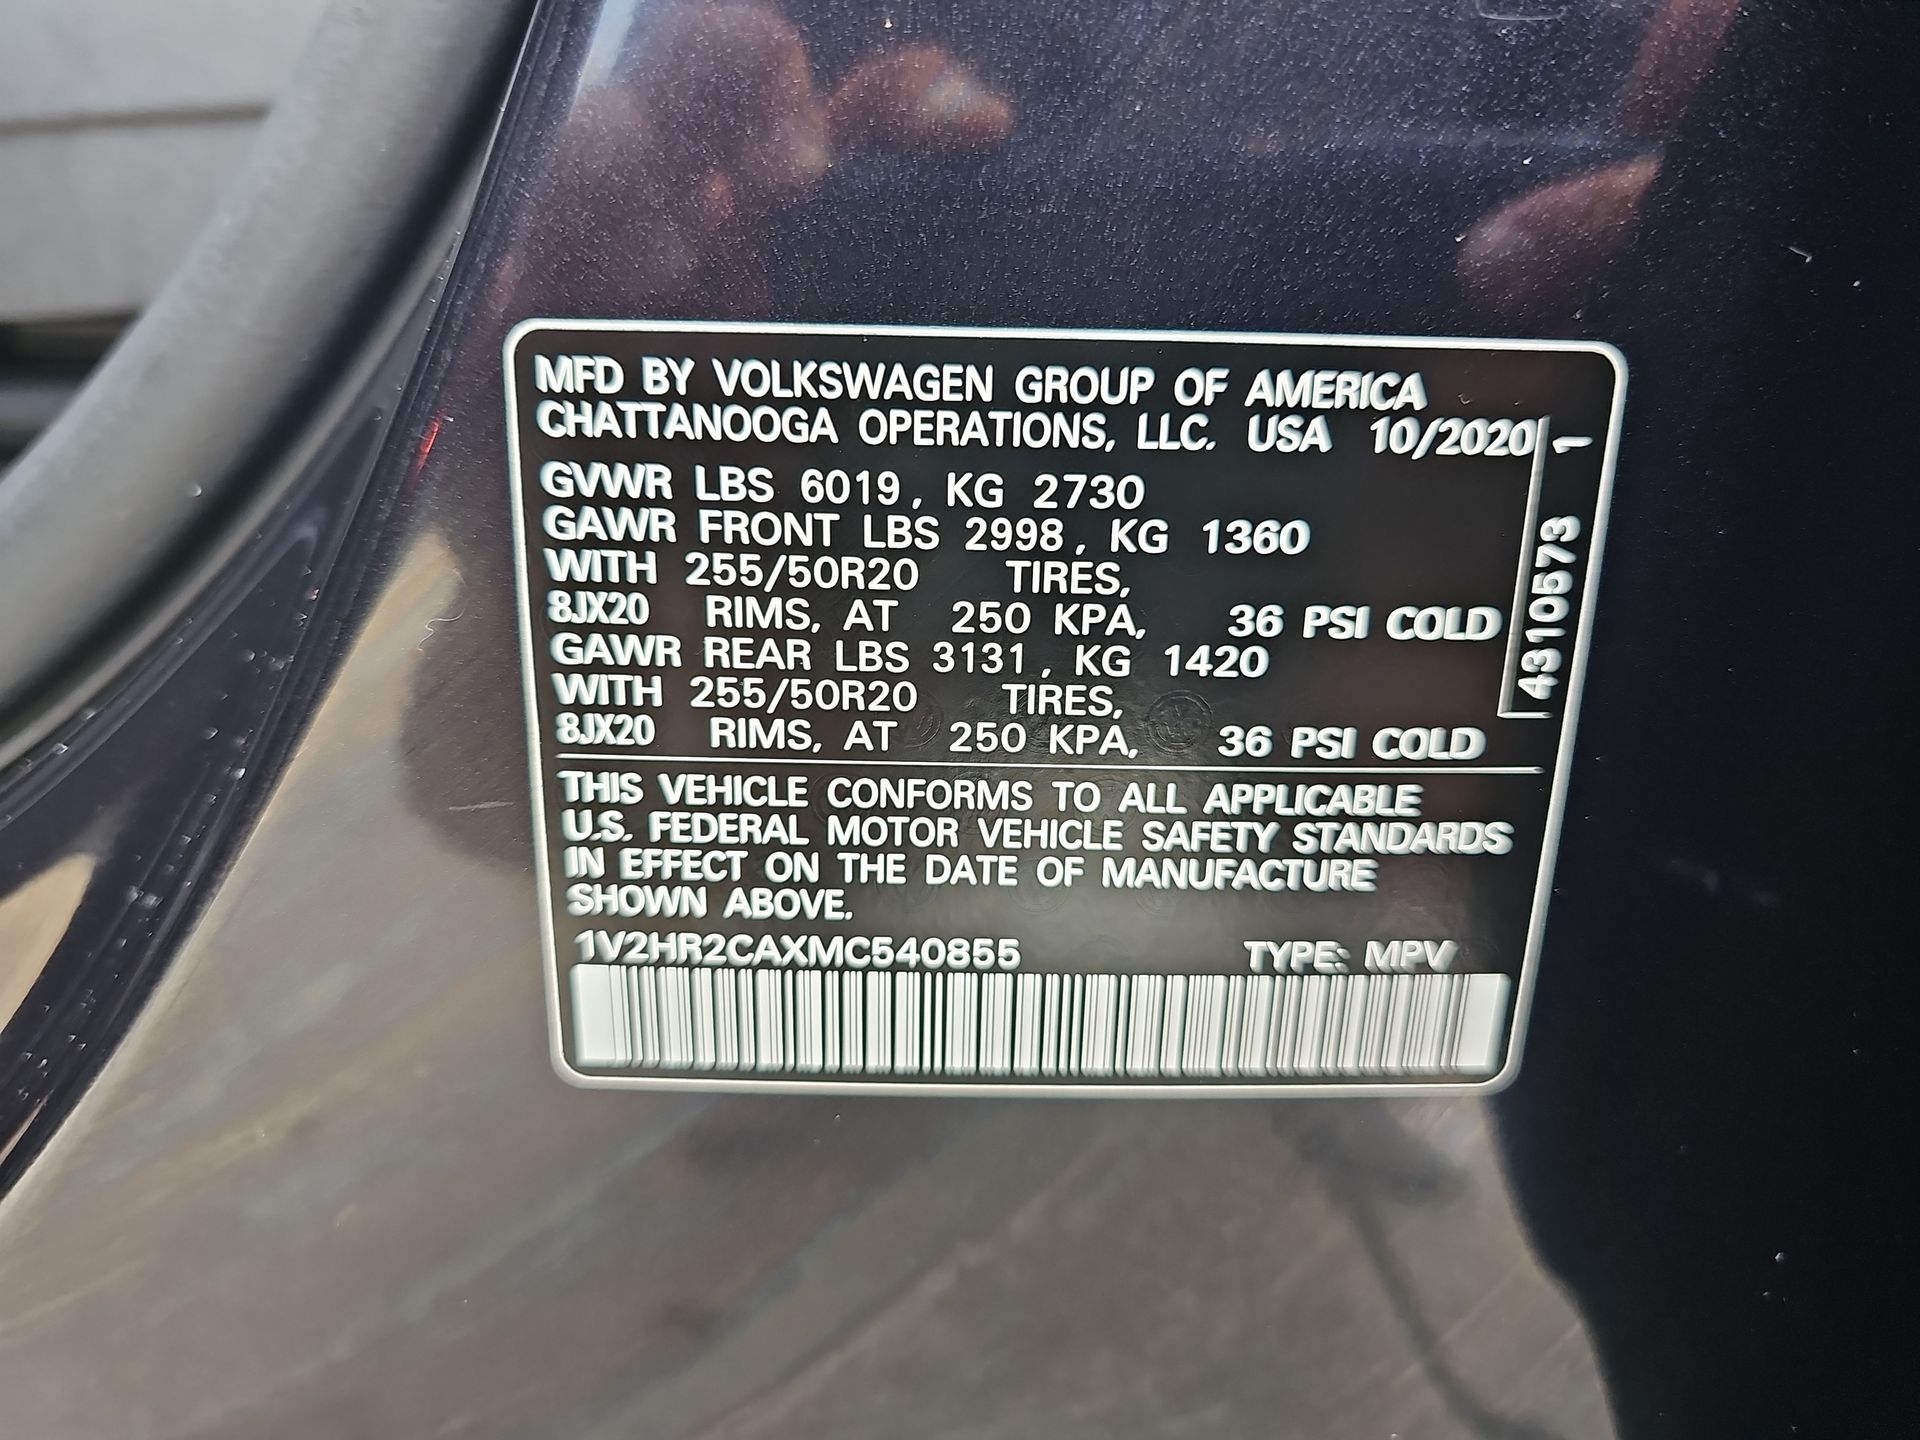 MFD BY VOLKSWAGEN GROUP OF AMERICA
CHATTANOOGA OPERATIONS, LLC. USA 10/2020
GVWR LBS 6019, KG 2730
GAWR FRONT LBS 2998, KG 1360
WITH 255/50R20 TIRES,
8JX20 RIMS, AT 250 KPA, 36 PSI COLD
GAWR REAR LBS 3131, KG 1420
WITH 255/50R20 TIRES,
8JX20 RIMS, AT 250 KPA, 36 PSI COLD
4310573 1
THIS VEHICLE CONFORMS TO ALL APPLICABLE
U.S. FEDERAL MOTOR VEHICLE SAFETY STANDARDS
IN EFFECT ON THE DATE OF MANUFACTURE
SHOWN ABOVE.
1V2HR2CAXMC540855 TYPE: MPV